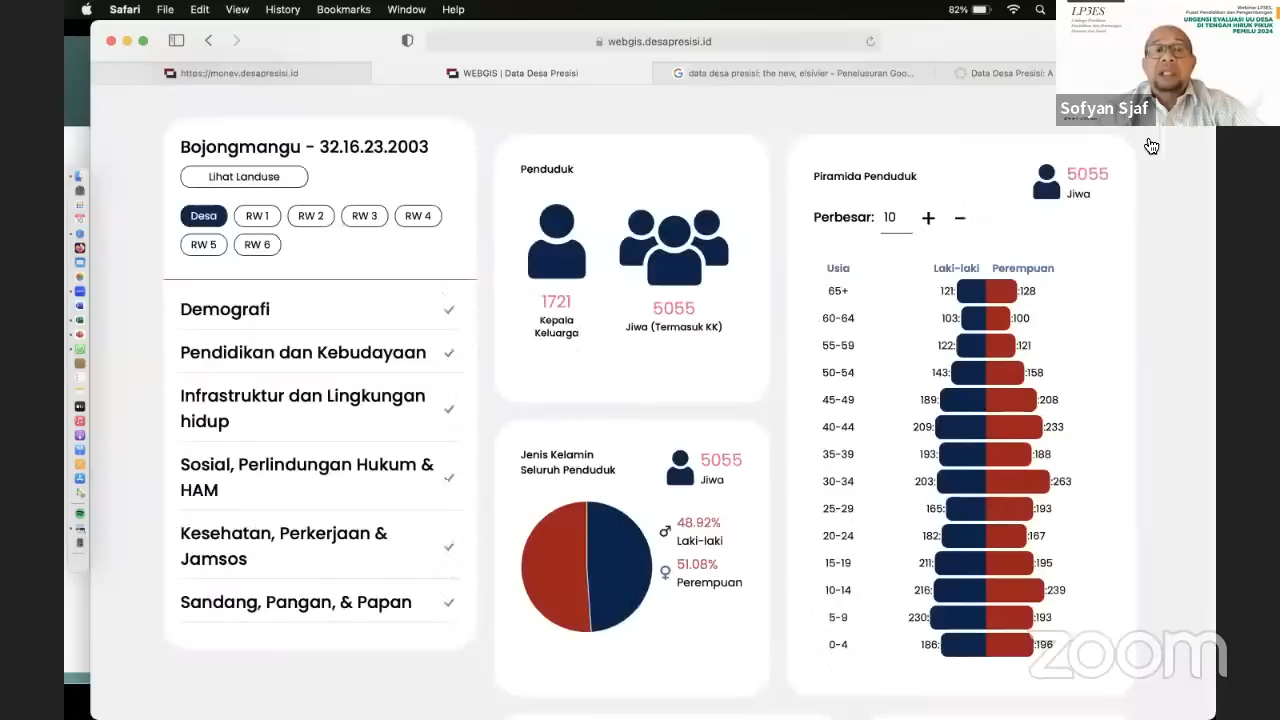 Safari File Edit View History Bookmarks Window Help
82%
webgis.desapresisi.id
https://monev.desapresisi.id
WEBGIS | Data Desa Presisi
data desa presisi: the new, elsivier - Penelusuran Goo...
Data Desa Presisi: A
LP3ES
Webinar LP3ES,
Pusat Pendidikan dan Pengembangan
URGENSI EVALUASI UU DESA
DI TENGAH HIRUK PIKUK
PEMILU 2024
Sofyan Sjaf
Bojongmangu - 32.16.23.2003
Lihat Landuse
Desa RW 1 RW 2 RW 3 RW 4
RW 5 RW 6
Demografi
Pendidikan dan Kebudayaan
Infrastruktur dan Lingkungan
hidup
Sosial, Perlindungan Hukum &
HAM
Kesehatan, Perkerjaan &
Jamsos
Sandang, Pangan, & Papan
Penduduk
1721
Kepala
Keluarga
5055
Jiwa (Termasuk KK)
Jenis Kelamin
Seluruh Penduduk
5055
Jiwa
48.92%
Laki-laki
51.08%
Perempuan
Piramida Penduduk
5055
Jiwa
Perbesar: 10 + -
Usia Laki-laki Perempuan
65+ 121: :128
60-64 103: :100
55-59 122: :121
50-54 143: :158
45-49 189: :208
40-44 209: :233
35-39 193: :188
30-34 203: :263
25-29 165: :193
20-24 182: :167
15-19 211: :195
10-14 216: :239
5-9 230: :193
0-4 186: :196
zoom